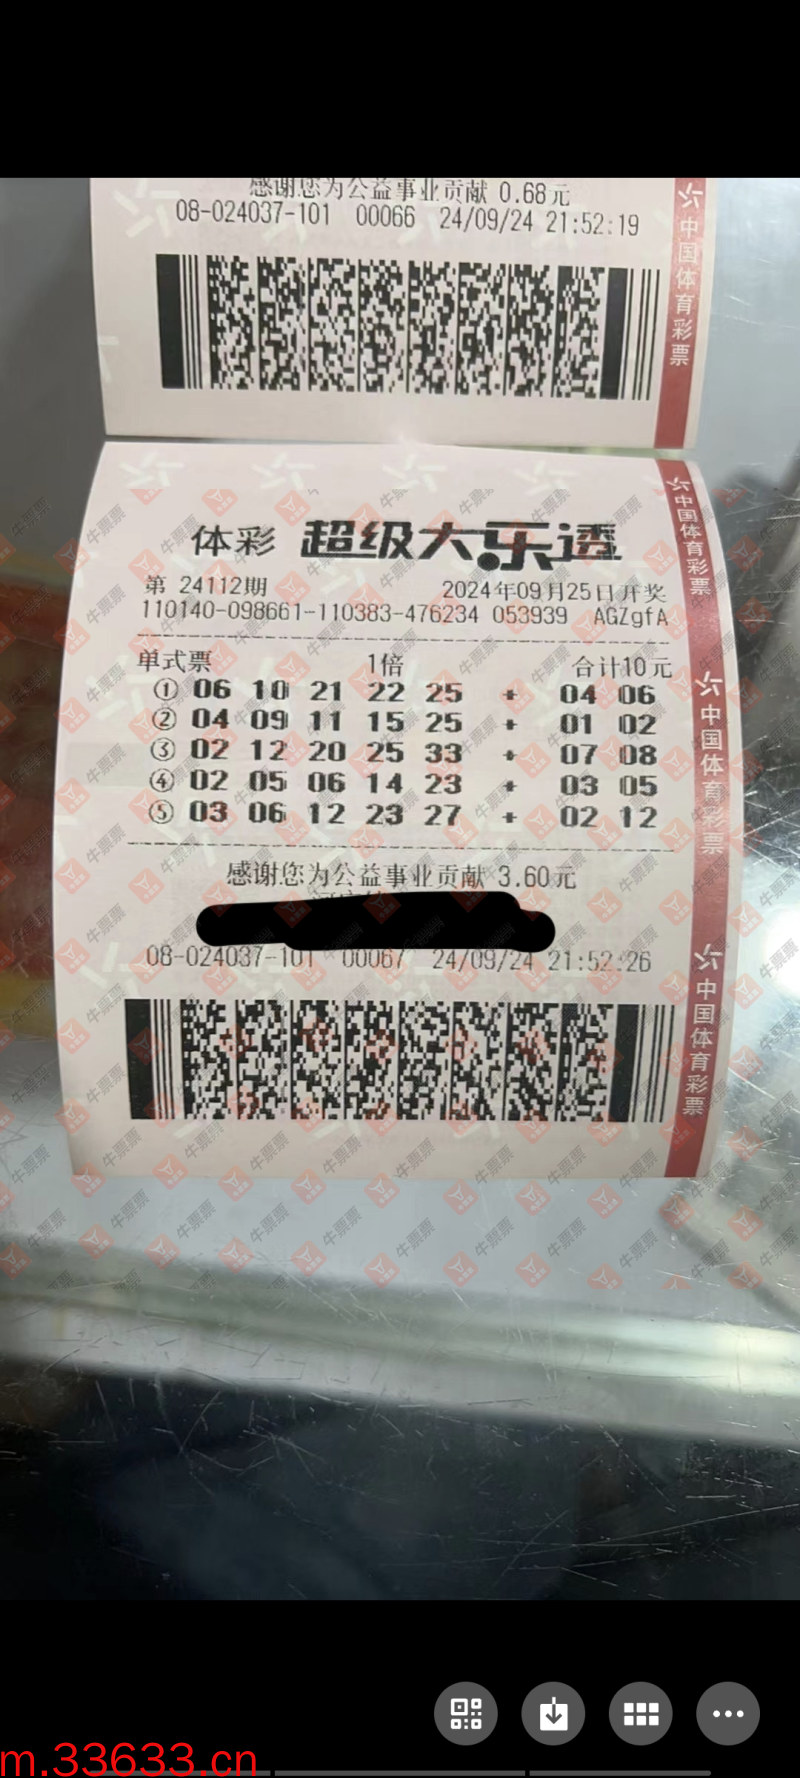 感谢您为公益事业贡献 0.68元
08-024037-101 00066 24/09/24 21:52:19
中国体育彩票
体彩 超级大乐透
第 24112期 2024年09月25日开奖
110140-098661-110383-476234 053939 AGZgfA
单式票 1倍 合计10元
① 06 10 21 22 25 + 04 06
② 04 09 11 15 25 + 01 02
③ 02 12 20 25 33 + 07 08
④ 02 05 06 14 23 + 03 05
⑤ 03 06 12 23 27 + 02 12
感谢您为公益事业贡献 3.60元
08-024037-101 00067 24/09/24 21:52:26
中国体育彩票
中国体育彩票
中国体育彩票
牛票票
m.33633.cn